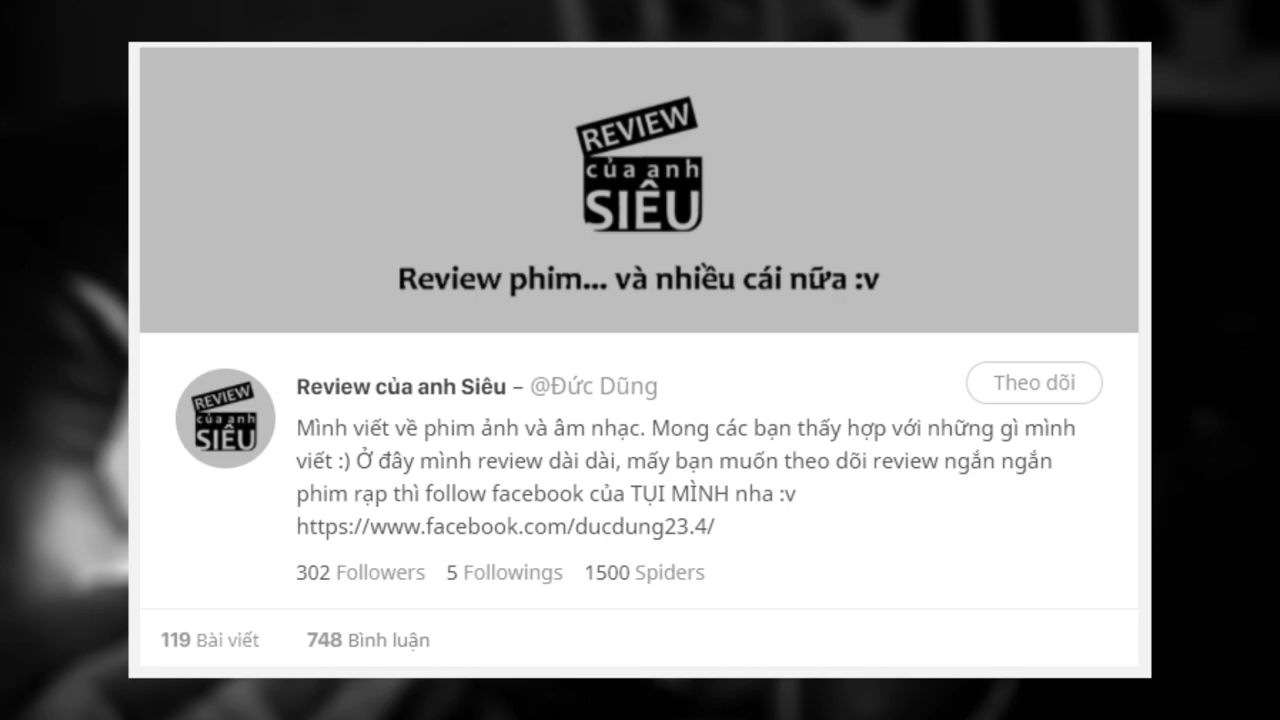 REVIEW
của anh
SIÊU
Review phim... và nhiều cái nữa :v
REVIEW
của anh
SIÊU
Review của anh Siêu – @Đức Dũng
Theo dõi
Mình viết về phim ảnh và âm nhạc. Mong các bạn thấy hợp với những gì mình
viết :) Ở đây mình review dài dài, mấy bạn muốn theo dõi review ngắn ngắn
phim rạp thì follow facebook của TỤI MÌNH nha :v
https://www.facebook.com/ducdung23.4/
302 Followers 5 Followings 1500 Spiders
119 Bài viết 748 Bình luận